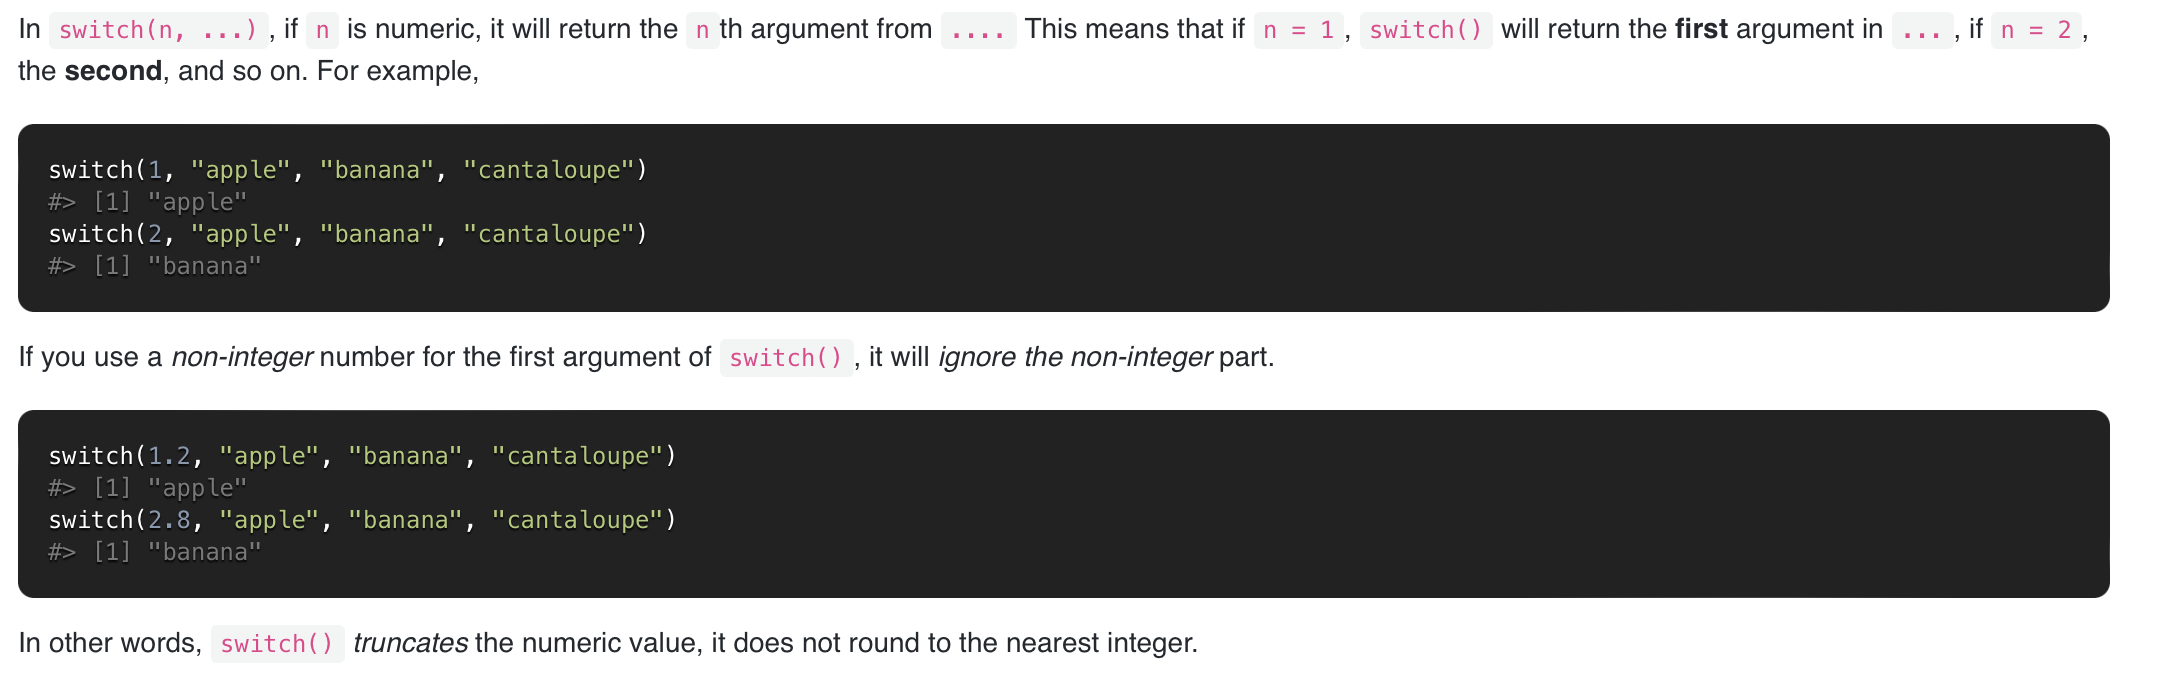 In switch(n, ...) , if n is numeric, it will return the n th argument from .... This means that if n = 1 , switch() will return the first argument in ... , if n = 2 ,
the second, and so on. For example,
switch(1, "apple", "banana", "cantaloupe")
#> [1] "apple"
switch(2, "apple", "banana", "cantaloupe")
#> [1] "banana"
If you use a non-integer number for the first argument of switch() , it will ignore the non-integer part.
switch(1.2, "apple", "banana", "cantaloupe")
#> [1] "apple"
switch(2.8, "apple", "banana", "cantaloupe")
#> [1] "banana"
In other words, switch() truncates the numeric value, it does not round to the nearest integer.